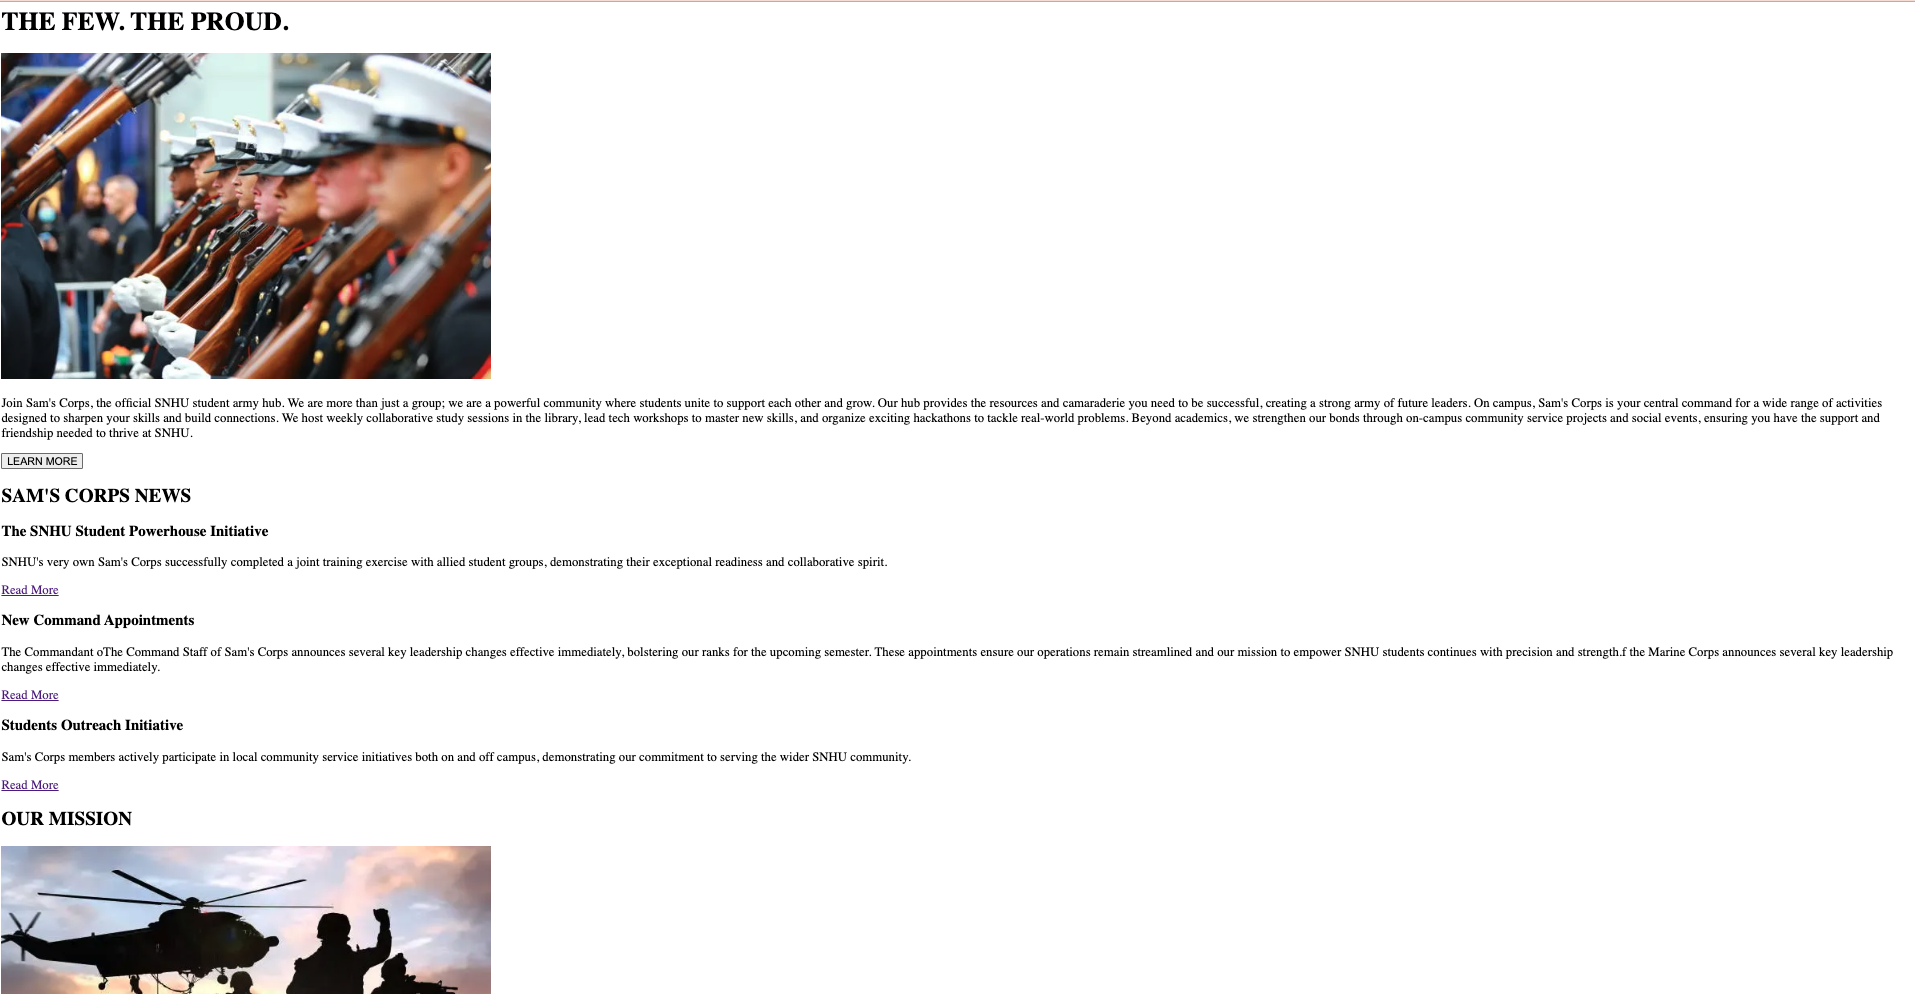 THE FEW. THE PROUD.
Join Sam's Corps, the official SNHU student army hub. We are more than just a group; we are a powerful community where students unite to support each other and grow. Our hub provides the resources and camaraderie you need to be successful, creating a strong army of future leaders. On campus, Sam's Corps is your central command for a wide range of activities
designed to sharpen your skills and build connections. We host weekly collaborative study sessions in the library, lead tech workshops to master new skills, and organize exciting hackathons to tackle real-world problems. Beyond academics, we strengthen our bonds through on-campus community service projects and social events, ensuring you have the support and
friendship needed to thrive at SNHU.
LEARN MORE
SAM'S CORPS NEWS
The SNHU Student Powerhouse Initiative
SNHU's very own Sam's Corps successfully completed a joint training exercise with allied student groups, demonstrating their exceptional readiness and collaborative spirit.
Read More
New Command Appointments
The Commandant oThe Command Staff of Sam's Corps announces several key leadership changes effective immediately, bolstering our ranks for the upcoming semester. These appointments ensure our operations remain streamlined and our mission to empower SNHU students continues with precision and strength.f the Marine Corps announces several key leadership
changes effective immediately.
Read More
Students Outreach Initiative
Sam's Corps members actively participate in local community service initiatives both on and off campus, demonstrating our commitment to serving the wider SNHU community.
Read More
OUR MISSION